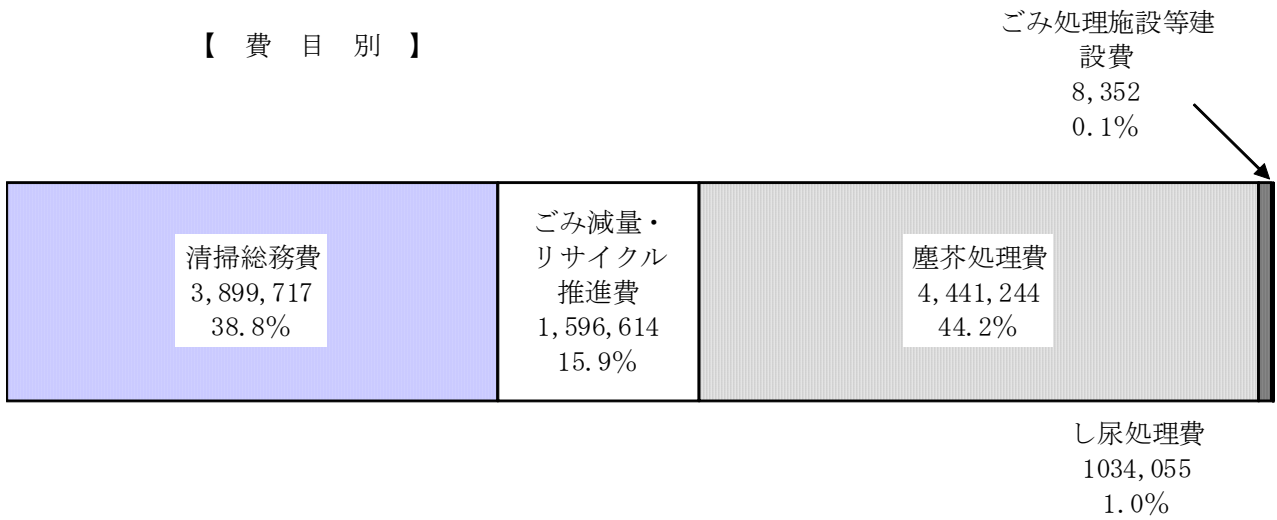 【 費 目 別 】
ごみ処理施設等建
設費
8,352
0.1%
清掃総務費
3,899,717
38.8%
ごみ減量・
リサイクル
推進費
1,596,614
15.9%
塵芥処理費
4,441,244
44.2%
し尿処理費
1034,055
1.0%